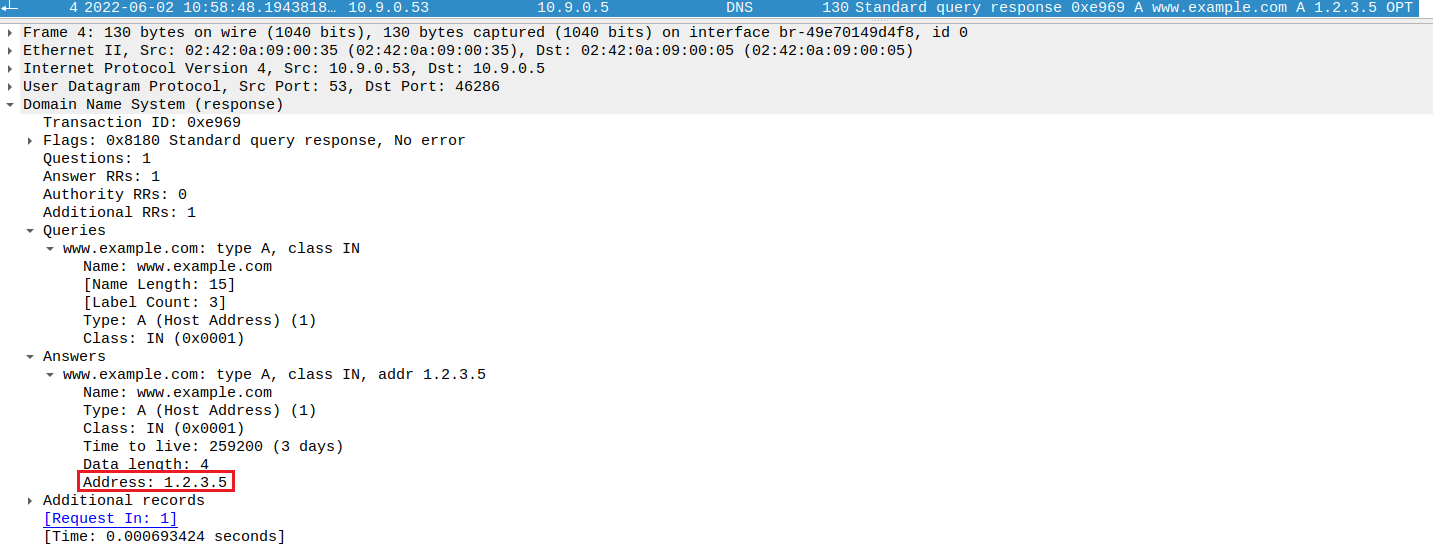 4 2022-06-02 10:58:48.1943818… 10.9.0.53 10.9.0.5 DNS 130 Standard query response 0xe969 A www.example.com A 1.2.3.5 OPT
Frame 4: 130 bytes on wire (1040 bits), 130 bytes captured (1040 bits) on interface br-49e70149d4f8, id 0
Ethernet II, Src: 02:42:0a:09:00:35 (02:42:0a:09:00:35), Dst: 02:42:0a:09:00:05 (02:42:0a:09:00:05)
Internet Protocol Version 4, Src: 10.9.0.53, Dst: 10.9.0.5
User Datagram Protocol, Src Port: 53, Dst Port: 46286
Domain Name System (response)
Transaction ID: 0xe969
Flags: 0x8180 Standard query response, No error
Questions: 1
Answer RRs: 1
Authority RRs: 0
Additional RRs: 1
Queries
www.example.com: type A, class IN
Name: www.example.com
[Name Length: 15]
[Label Count: 3]
Type: A (Host Address) (1)
Class: IN (0x0001)
Answers
www.example.com: type A, class IN, addr 1.2.3.5
Name: www.example.com
Type: A (Host Address) (1)
Class: IN (0x0001)
Time to live: 259200 (3 days)
Data length: 4
Address: 1.2.3.5
Additional records
[Request In: 1]
[Time: 0.000693424 seconds]